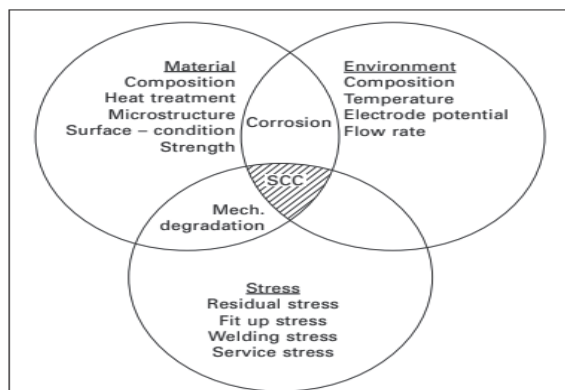 Material
Composition
Heat treatment
Microstructure
Surface – condition
Strength
Environment
Composition
Temperature
Electrode potential
Flow rate
Corrosion
SCC
Mech.
degradation
Stress
Residual stress
Fit up stress
Welding stress
Service stress